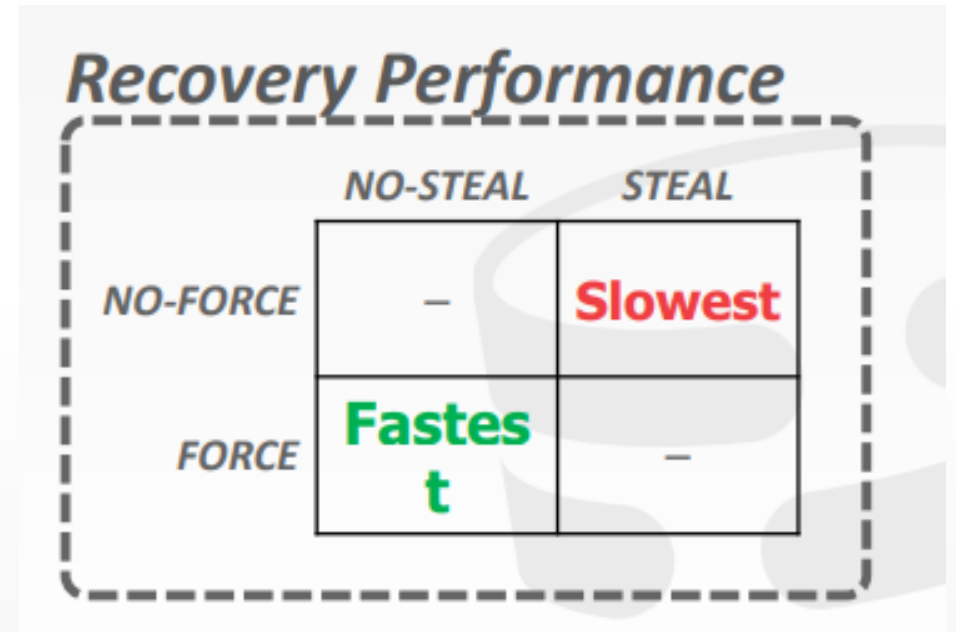 Recovery Performance
NO-STEAL STEAL
NO-FORCE – Slowest
FORCE Fastes –
t